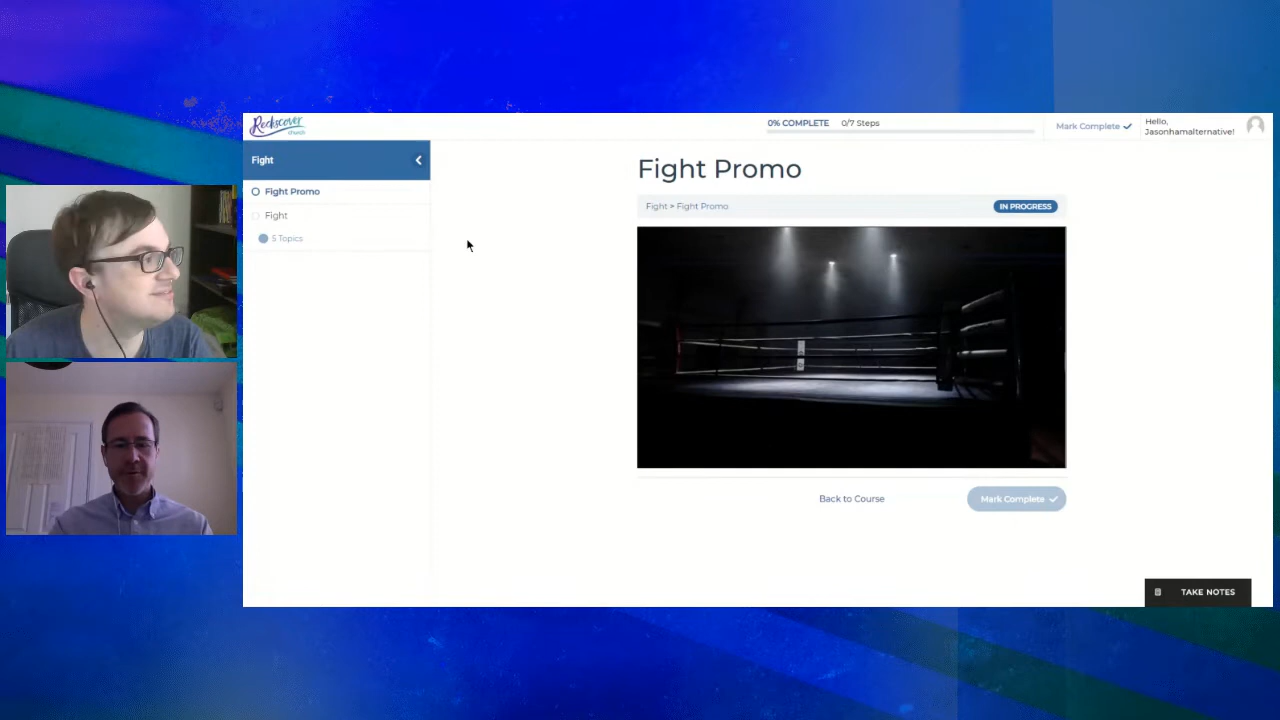 Rediscover
church
0% COMPLETE 0/7 Steps
Mark Complete
Hello,
Jasonhamalternative!
Fight
Fight Promo
Fight
5 Topics
Fight Promo
Fight > Fight Promo
IN PROGRESS
Back to Course
Mark Complete
TAKE NOTES